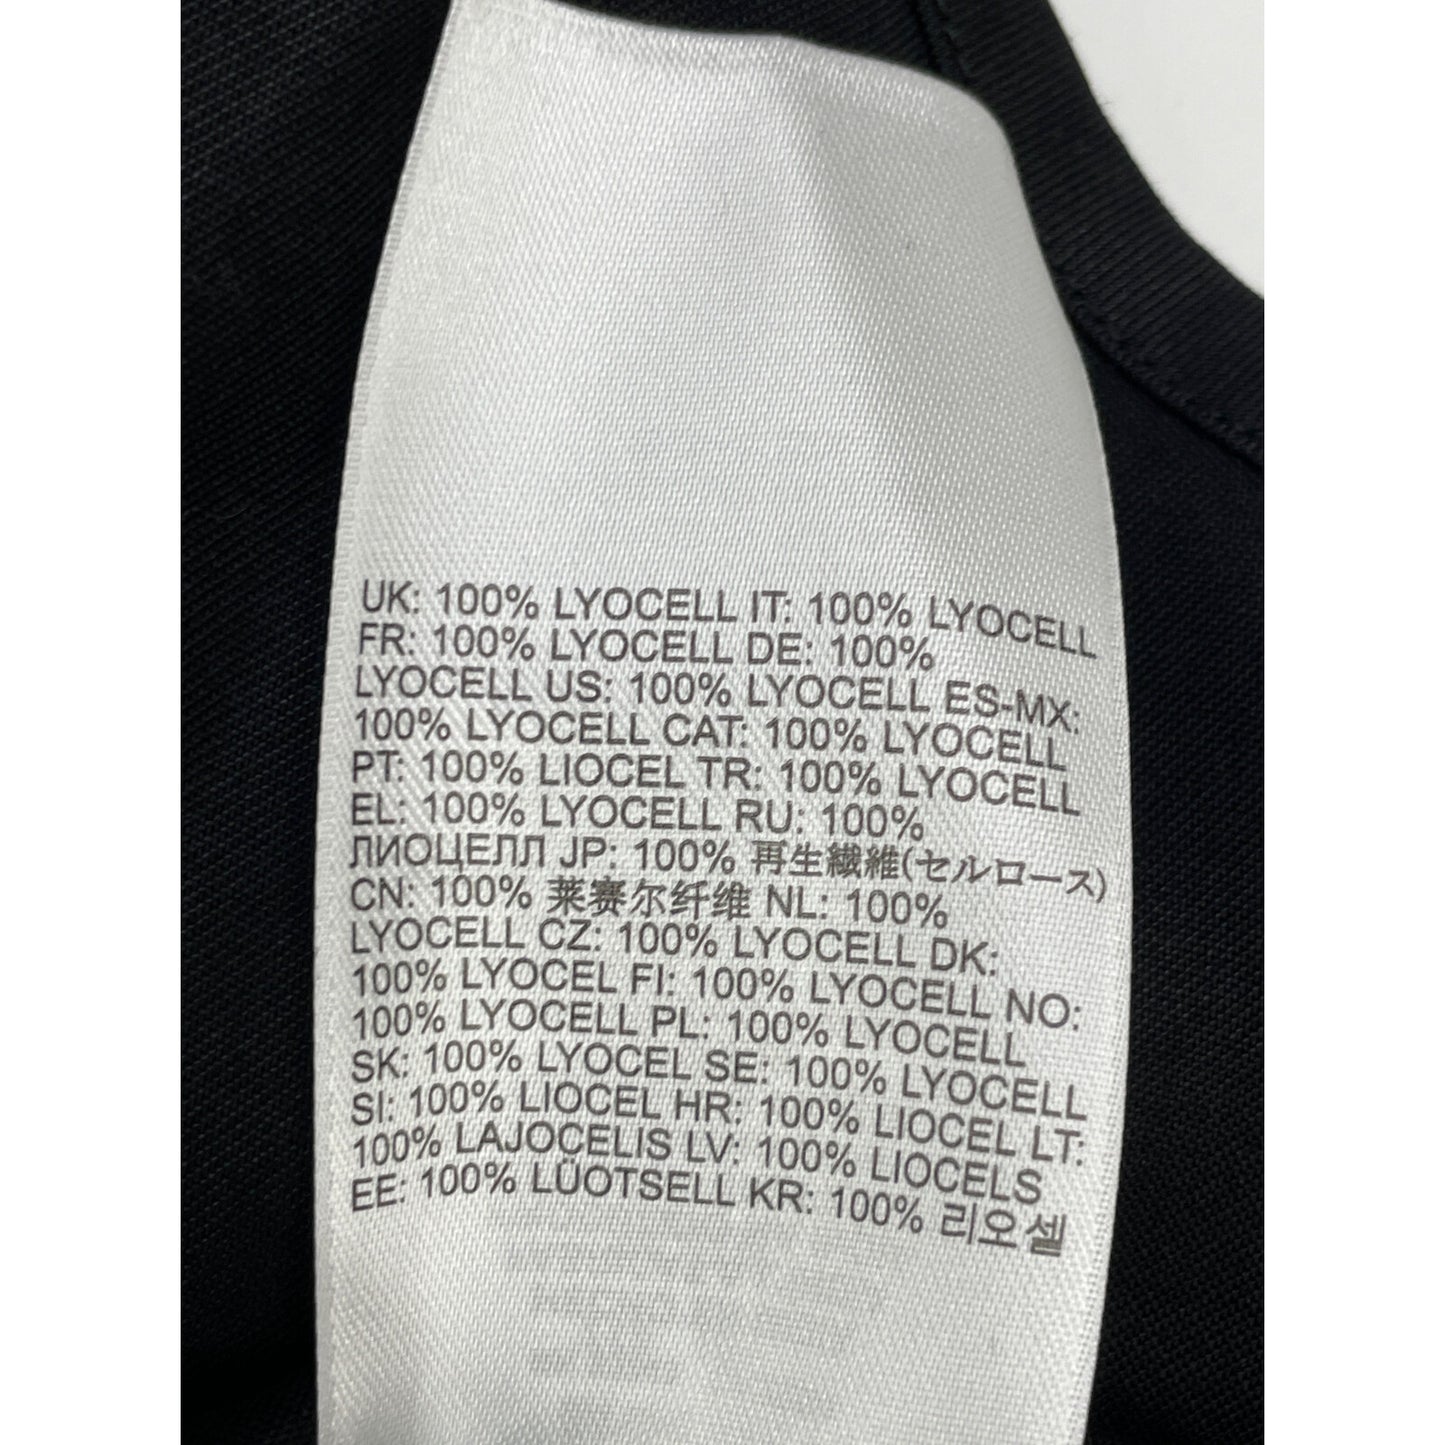 UK: 100% LYOCELL IT: 100% LYOCELL
FR: 100% LYOCELL DE: 100%
LYOCELL US: 100% LYOCELL ES-MX:
100% LYOCELL CAT: 100% LYOCELL
PT: 100% LIOCEL TR: 100% LYOCELL
EL: 100% LYOCELL RU: 100%
ЛИОЦЕЛЛ JP: 100% 再生繊維(セルロース)
CN: 100% 莱赛尔纤维 NL: 100%
LYOCELL CZ: 100% LYOCELL DK:
100% LYOCEL FI: 100% LYOCELL NO:
100% LYOCELL PL: 100% LYOCELL
SK: 100% LYOCEL SE: 100% LYOCELL
SI: 100% LIOCEL HR: 100% LIOCEL LT:
100% LAJOCELIS LV: 100% LIOCELS
EE: 100% LÜOTSELL KR: 100% 리오셀